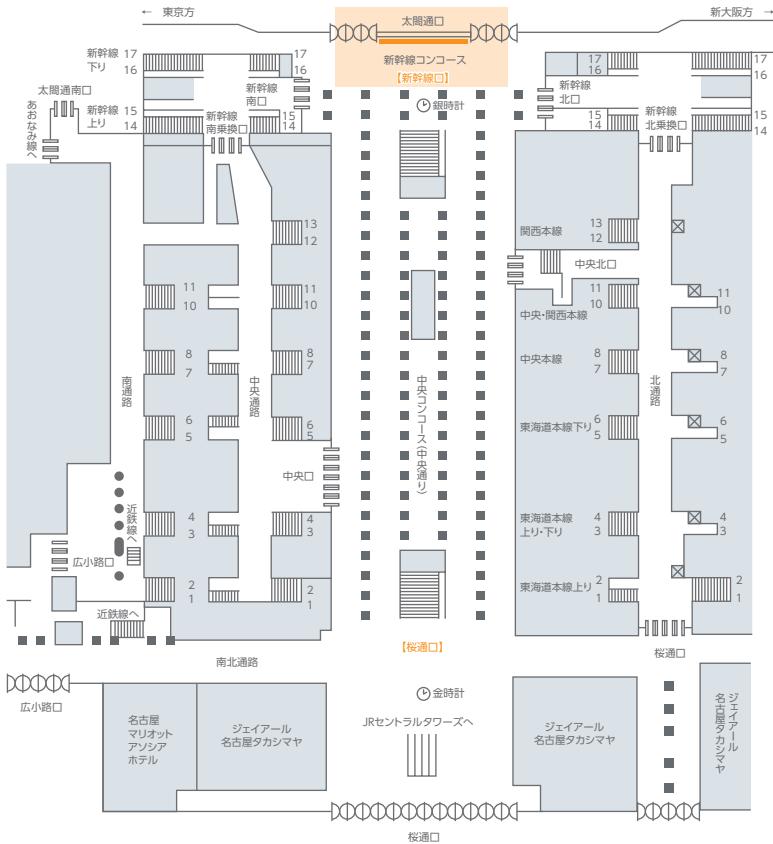 ← 東京方
太閤通口
新大阪方 →
新幹線コンコース
【新幹線口】
新幹線
下り
17
16
17
16
新幹線
南口
太閤通南口
新幹線
上り
15
14
15
14
新幹線
南乗換口
あおなみ線へ
銀時計
17
16
新幹線
北口
17
16
15
14
新幹線
北乗換口
15
14
13
12
関西本線
13
12
中央北口
11
10
11
10
11
10
中央・関西本線
11
10
8
7
8
7
中央本線
8
7
8
7
南通路
中央通路
中央コンコース(中央通り)
北通路
6
5
6
5
東海道本線下り
6
5
6
5
中央口
近鉄線へ
4
3
4
3
東海道本線
上り・下り
4
3
4
3
広小路口
2
1
2
1
東海道本線上り
2
1
2
1
近鉄線へ
【桜通口】
桜通口
南北通路
広小路口
金時計
名古屋
マリオット
アソシア
ホテル
ジェイアール
名古屋タカシマヤ
JRセントラルタワーズへ
ジェイアール
名古屋タカシマヤ
ジェイアール
名古屋タカシマヤ
桜通口